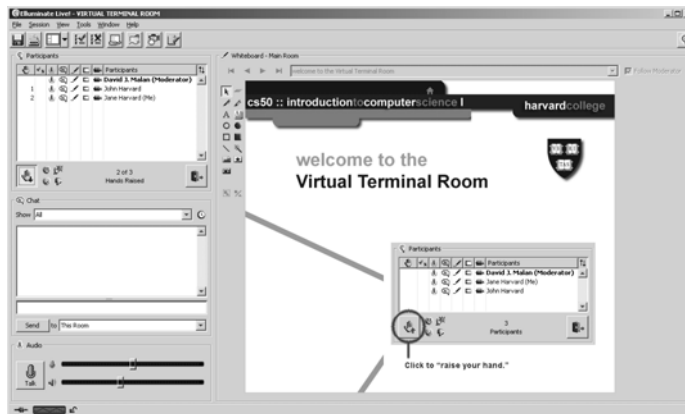 Elluminate Live! - VIRTUAL TERMINAL ROOM
File Session View Tools Window Help
Participants
Participants
David J. Malan (Moderator)
1 John Harvard
2 Jane Harvard (Me)
2 of 3
Hands Raised
Chat
Show All
Send to This Room
Audio
Talk
Whiteboard - Main Room
welcome to the Virtual Terminal Room
Follow Moderator
cs50 :: introductiontocomputerscience I
harvardcollege
welcome to the
Virtual Terminal Room
Participants
Participants
David J. Malan (Moderator)
Jane Harvard (Me)
John Harvard
3
Participants
Click to "raise your hand."